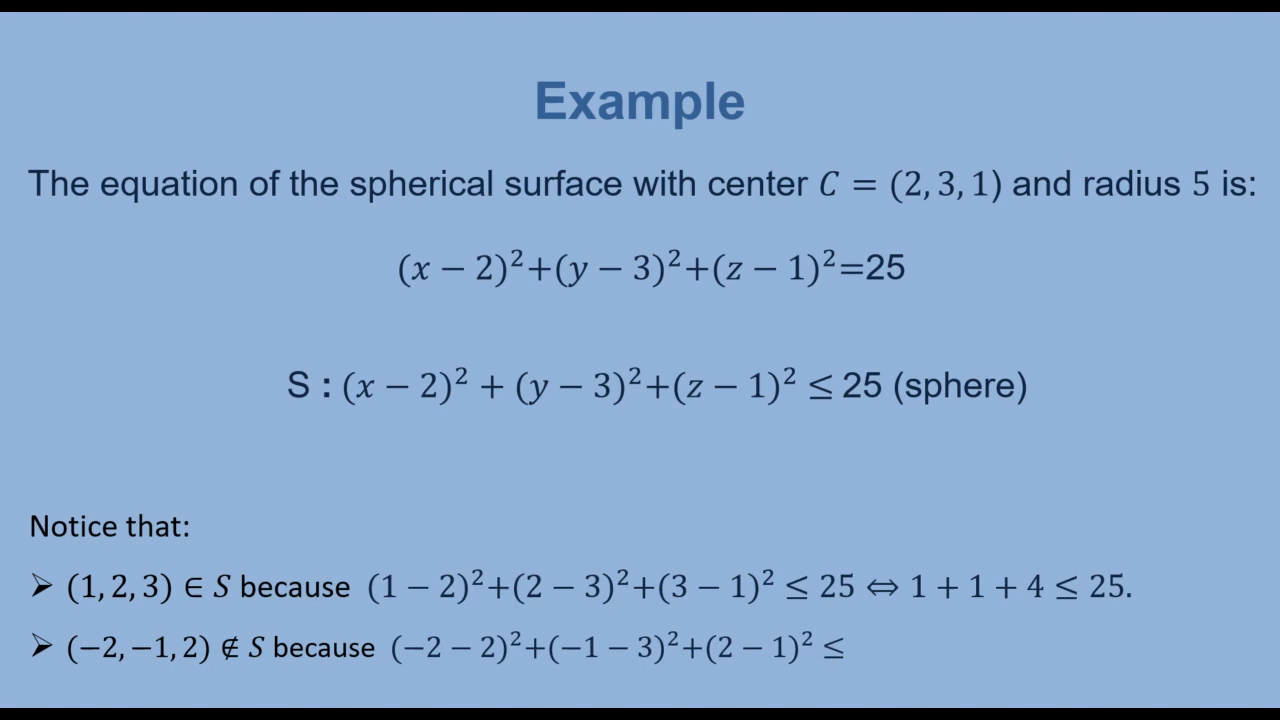 Example
The equation of the spherical surface with center C = (2, 3, 1) and radius 5 is:
(x − 2)²+(y − 3)²+(z − 1)²=25
S : (x − 2)² + (y − 3)²+(z − 1)² ≤ 25 (sphere)
Notice that:
➢ (1, 2, 3) ∈ S because (1 − 2)²+(2 − 3)²+(3 − 1)² ≤ 25 ⇔ 1 + 1 + 4 ≤ 25.
➢ (−2, −1, 2) ∉ S because (−2 − 2)²+(−1 − 3)²+(2 − 1)² ≤